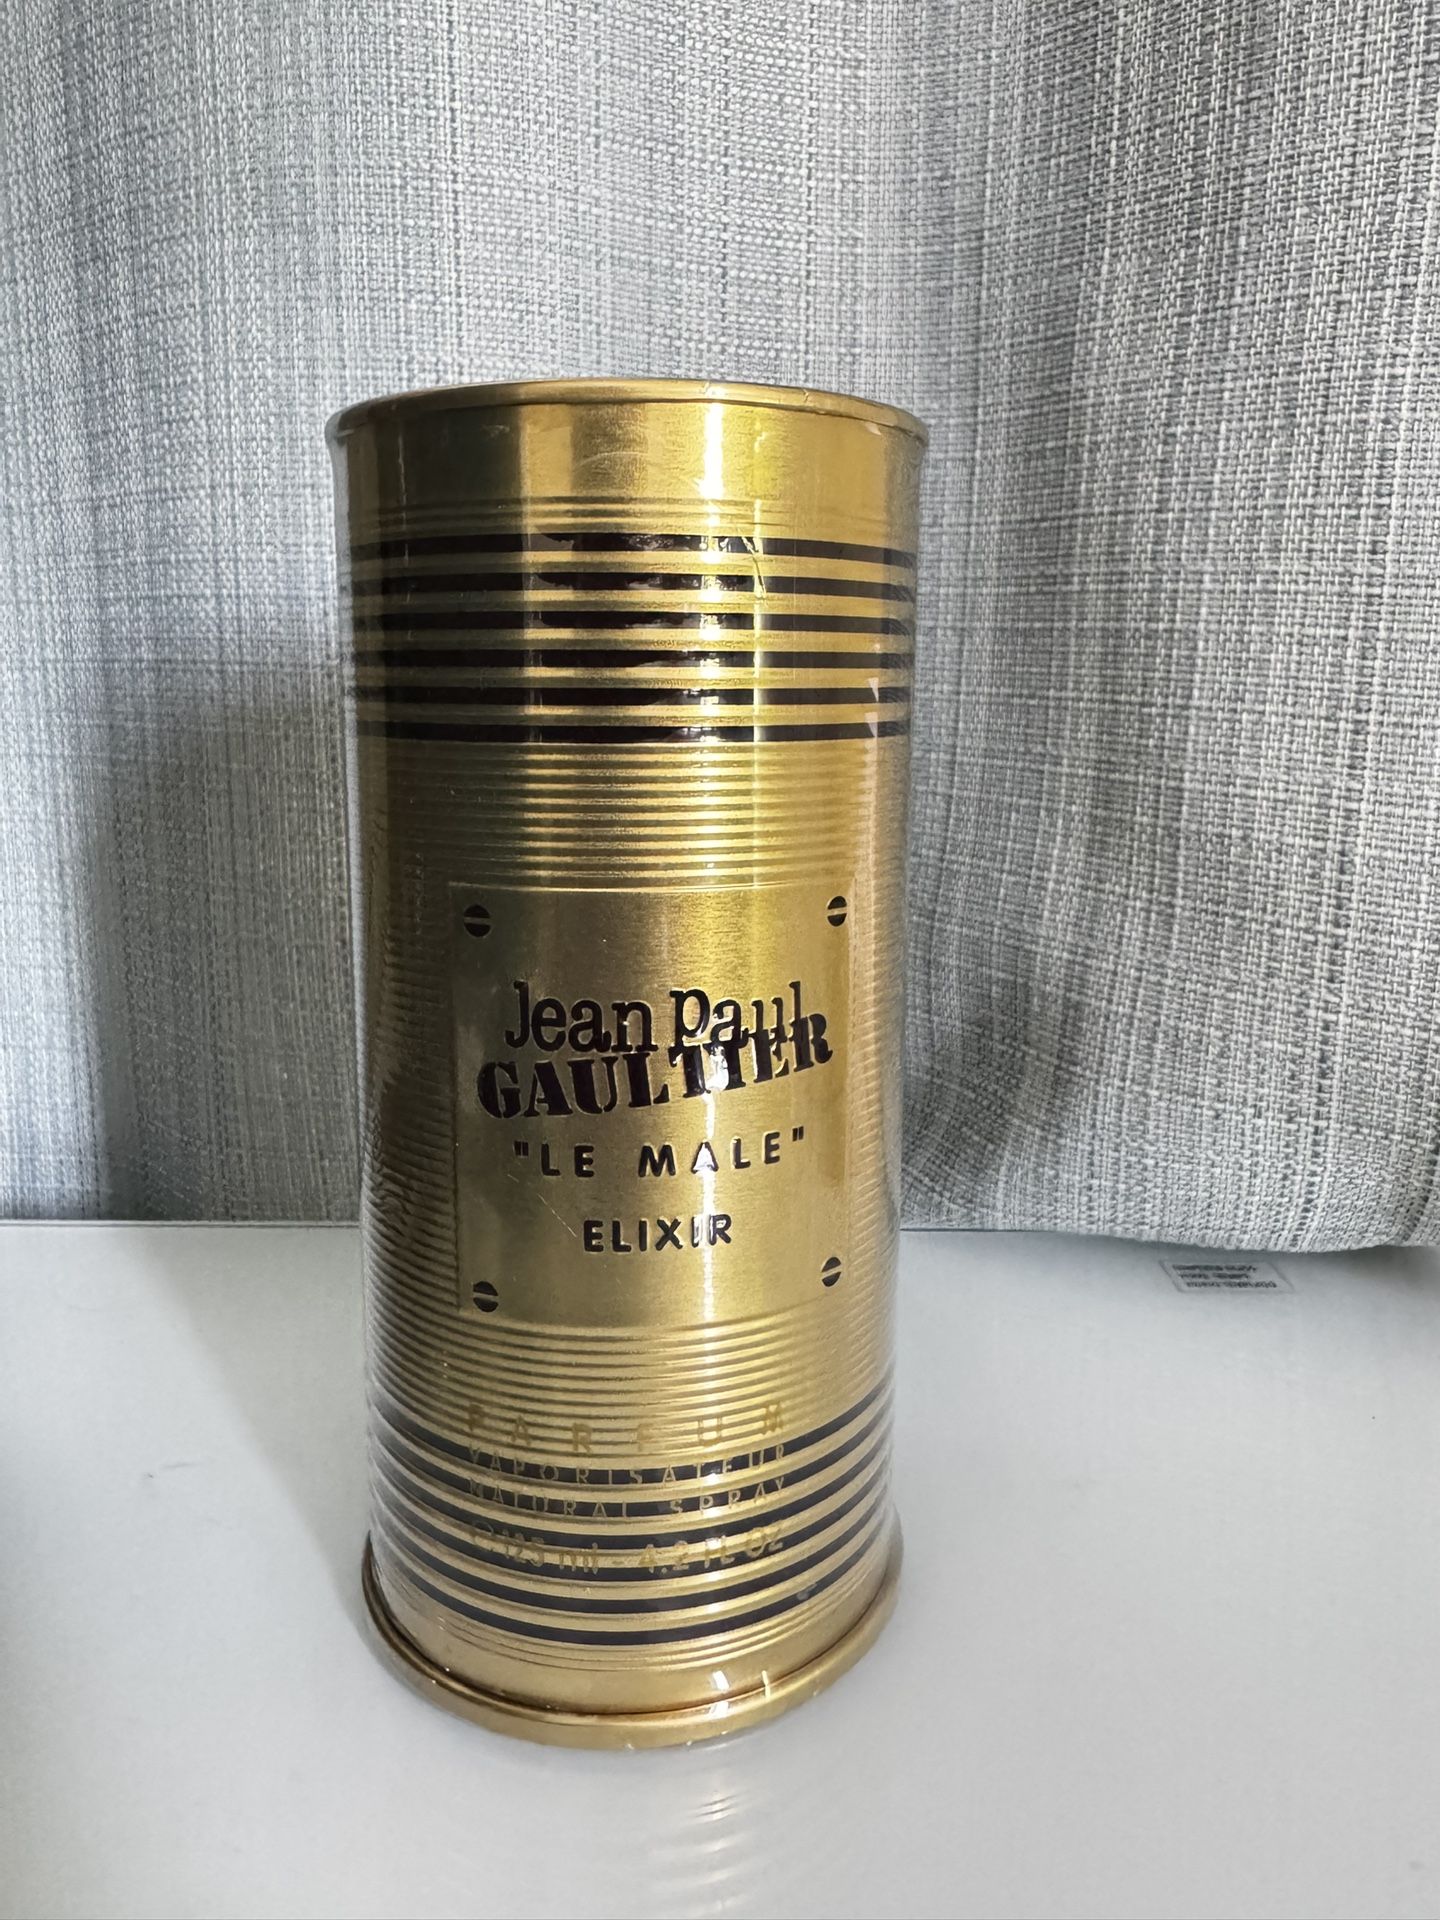 Jean Paul
GAULTIER
"LE MALE"
ELIXIR
PARFUM
VAPORISATEUR
NATURAL SPRAY
℮ 125 ml - 4.2 FL OZ